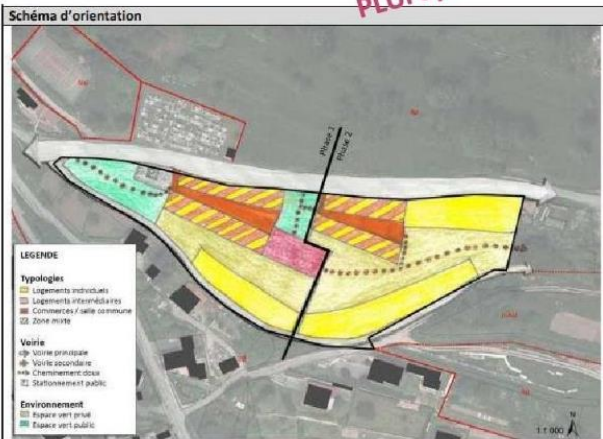 Schéma d'orientation
Phase 1
Phase 2
LEGENDE
Typologies
Logements individuels
Logements intermédiaires
Commerces / salle commune
Zone mixte
Voirie
Voirie principale
Voirie secondaire
Cheminement doux
Stationnement public
Environnement
Espace vert privé
Espace vert public
1:1 000
N